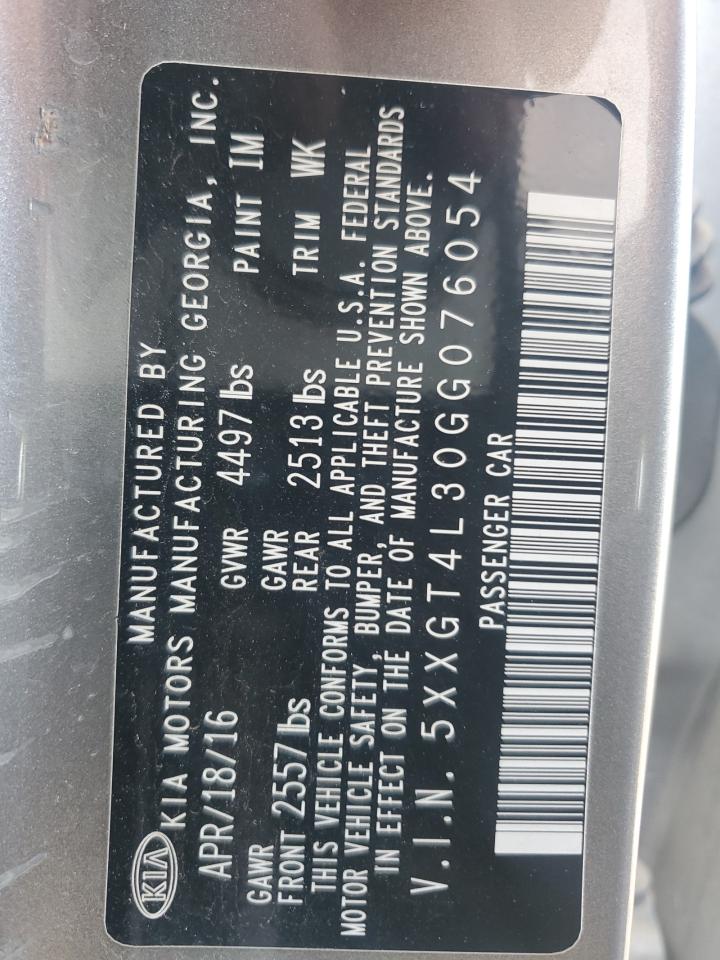 KIA
MANUFACTURED BY
KIA MOTORS MANUFACTURING GEORGIA, INC.
APR/18/16 GVWR 4497 lbs PAINT IM
GAWR GAWR
FRONT 2557 lbs REAR 2513 lbs TRIM WK
THIS VEHICLE CONFORMS TO ALL APPLICABLE U.S.A. FEDERAL
MOTOR VEHICLE SAFETY, BUMPER, AND THEFT PREVENTION STANDARDS
IN EFFECT ON THE DATE OF MANUFACTURE SHOWN ABOVE.
V.I.N. 5XXGT4L30GG076054
PASSENGER CAR